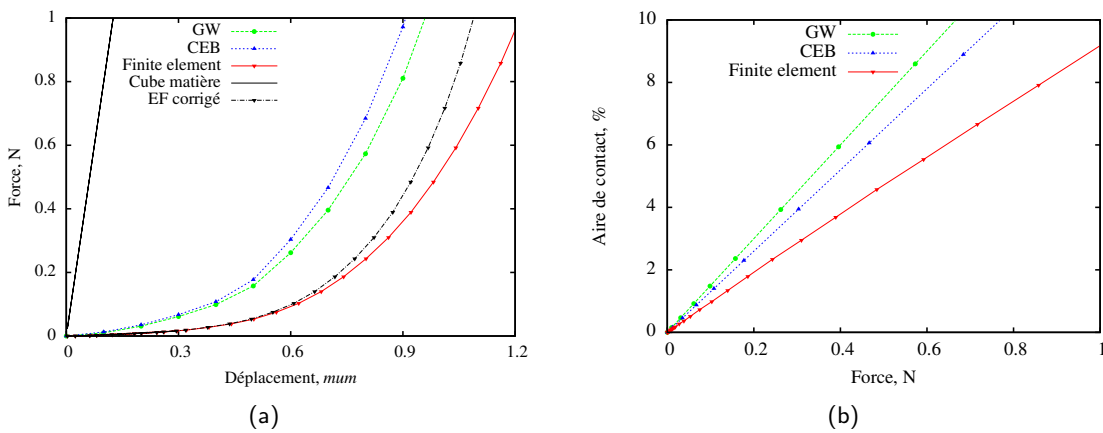 GW
CEB
Finite element
Cube matière
EF corrigé
Force, N
1
0.8
0.6
0.4
0.2
0
0 0.3 0.6 0.9 1.2
Déplacement, mum
(a)
GW
CEB
Finite element
Aire de contact, %
10
8
6
4
2
0
0 0.2 0.4 0.6 0.8 1
Force, N
(b)